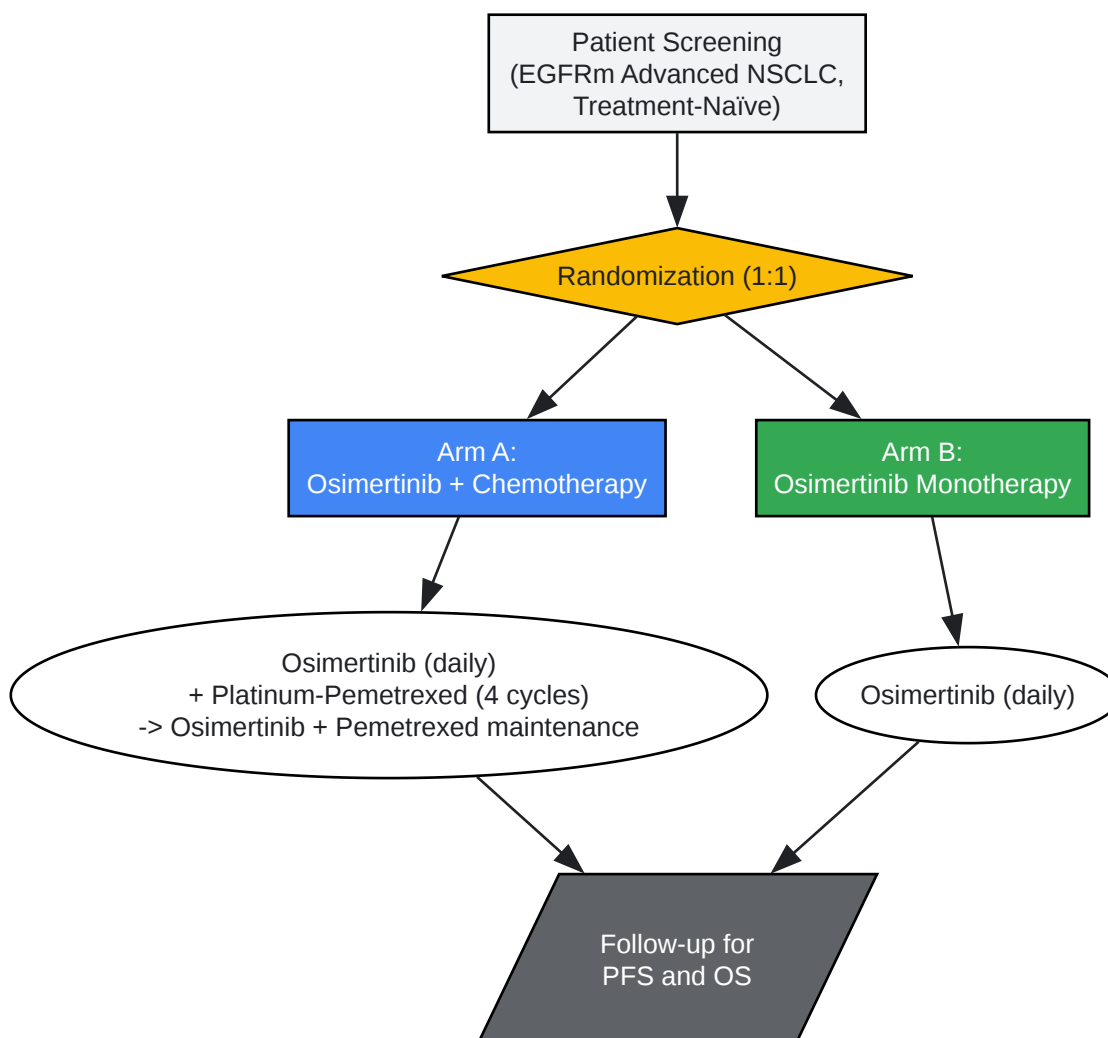 Patient Screening
(EGFRm Advanced NSCLC,
Treatment-Naïve)
Randomization (1:1)
Arm A:
Osimertinib + Chemotherapy
Arm B:
Osimertinib Monotherapy
Osimertinib (daily)
+ Platinum-Pemetrexed (4 cycles)
-> Osimertinib + Pemetrexed maintenance
Osimertinib (daily)
Follow-up for
PFS and OS